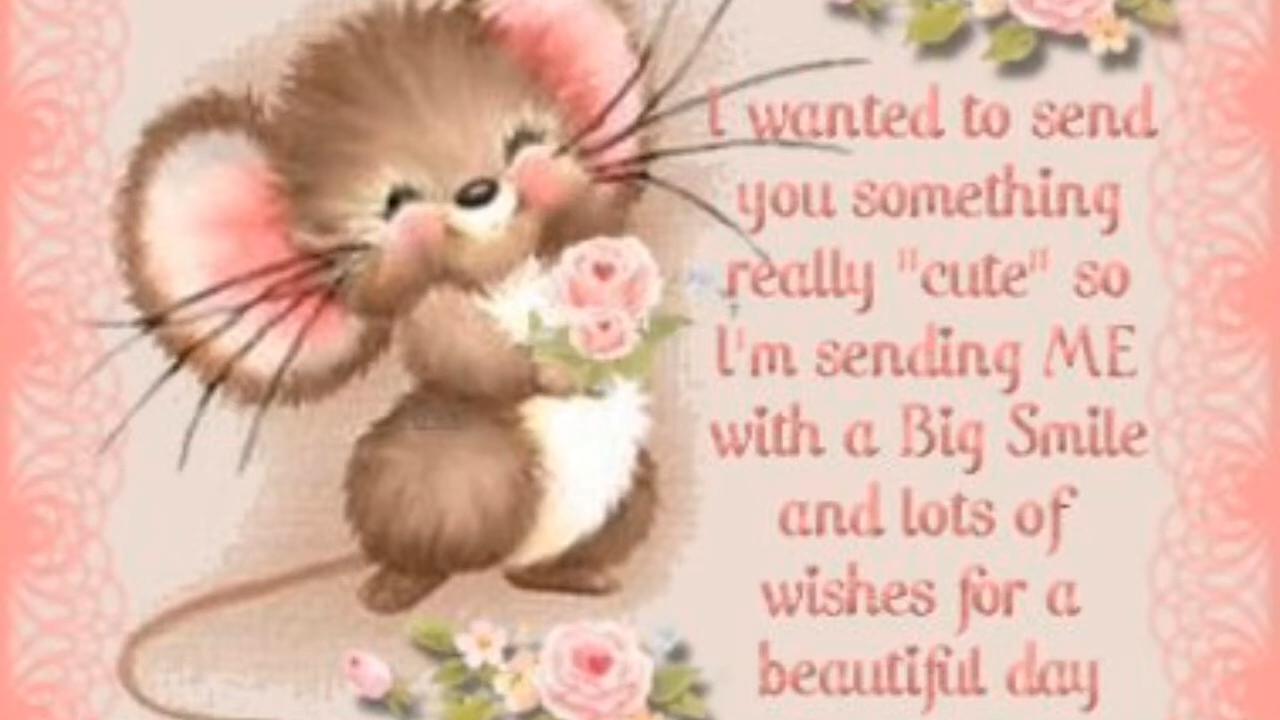 I wanted to send
you something
really "cute" so
I'm sending ME
with a Big Smile
and lots of
wishes for a
beautiful day